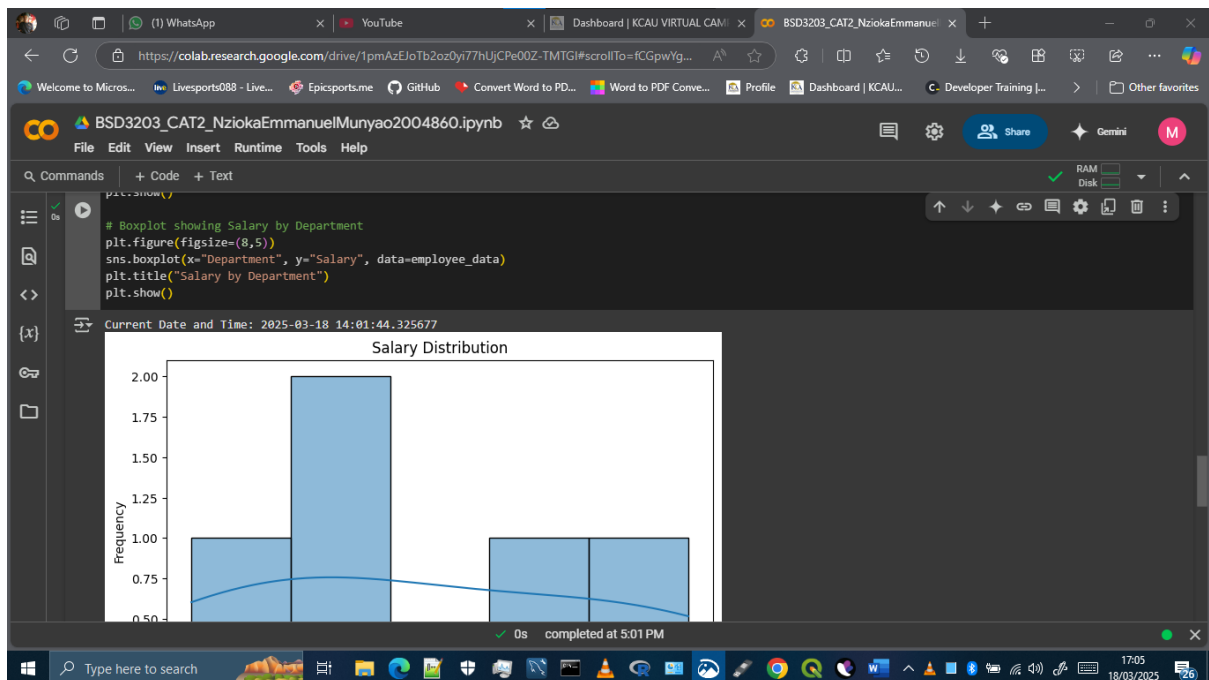 (1) WhatsApp
YouTube
Dashboard | KCAU VIRTUAL CAM
BSD3203_CAT2_NziokaEmmanuel
https://colab.research.google.com/drive/1pmAzEJoTb2oz0yi77hUjCPe00Z-TMTGI#scrollTo=fCGpwYg...
Welcome to Micros...
Livesports088 - Live...
Epicsports.me
GitHub
Convert Word to PD...
Word to PDF Conve...
Profile
Dashboard | KCAU...
Developer Training |...
Other favorites
CO
BSD3203_CAT2_NziokaEmmanuelMunyao2004860.ipynb
Share
Gemini
M
File Edit View Insert Runtime Tools Help
Commands + Code + Text
RAM
Disk
0s
plt.show()
# Boxplot showing Salary by Department
plt.figure(figsize=(8,5))
sns.boxplot(x="Department", y="Salary", data=employee_data)
plt.title("Salary by Department")
plt.show()
{x}
Current Date and Time: 2025-03-18 14:01:44.325677
Salary Distribution
2.00
1.75
1.50
1.25
1.00
0.75
0.50
Frequency
0s completed at 5:01 PM
Type here to search
17:05
18/03/2025
26